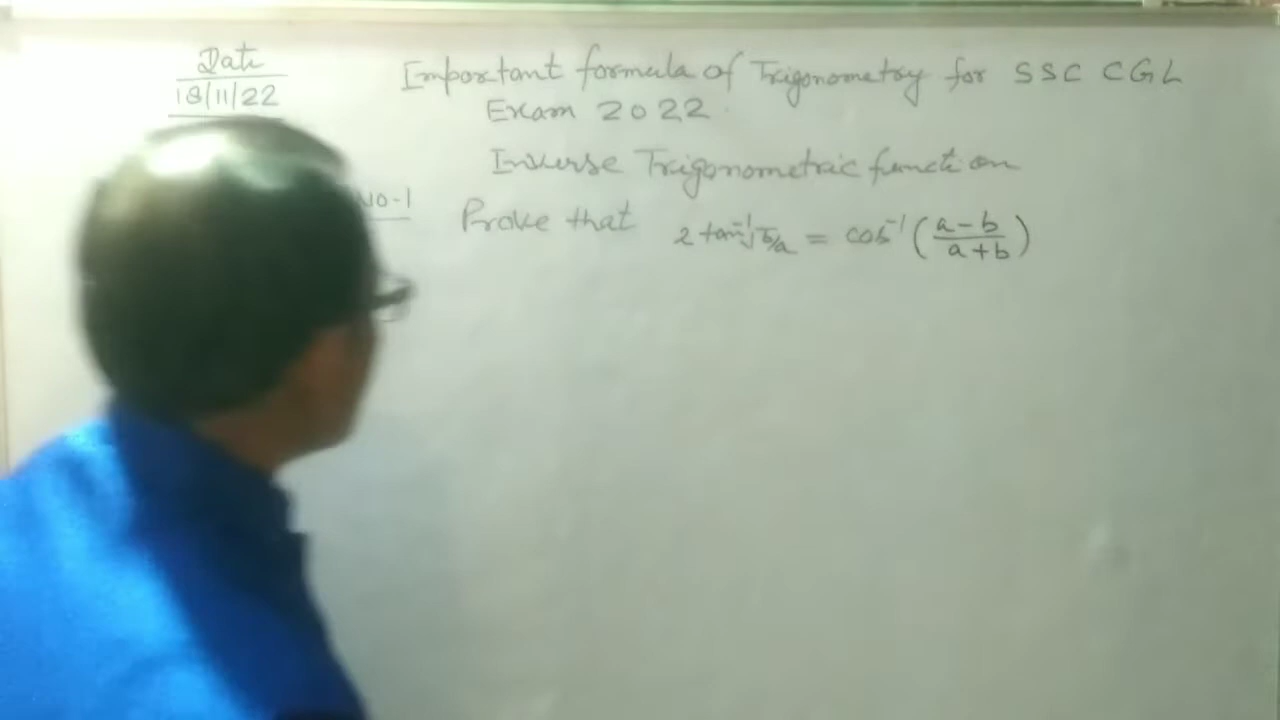 Date
18/11/22
Important formula of Trigonometry for SSC CGL
Exam 2022
Inverse Trigonometric function
NO-1
Prove that 2 tan⁻¹√b/a = cos⁻¹ (a-b/a+b)